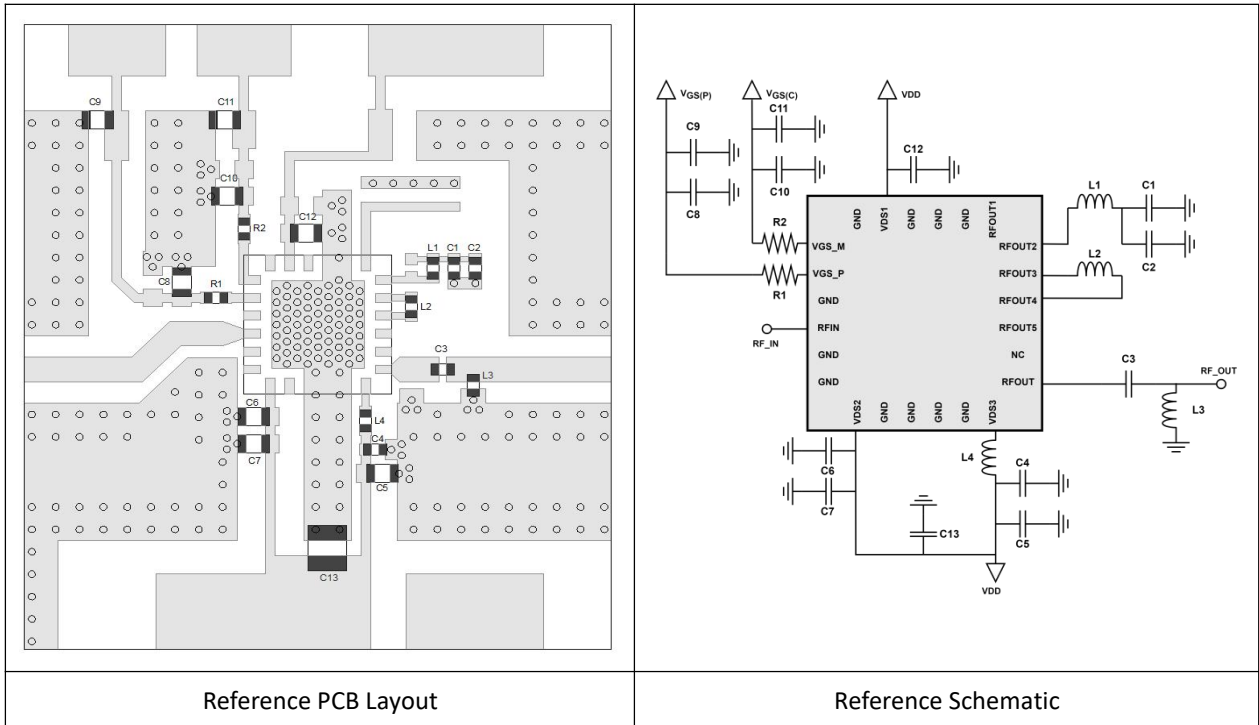 C9
C11
C10
R2
C12
L1 C1 C2
C8
R1
L2
C3
L3
C6
L4
C4
C7
C5
C13
VGS(P)
VGS(C)
VDD
C11
C9
C12
C10
C8
L1
C1
R2
R1
L2
C2
GND
VDS1
GND
GND
GND
RFOUT1
VGS_M
VGS_P
GND
RFIN
GND
GND
RFOUT2
RFOUT3
RFOUT4
RFOUT5
NC
RFOUT
RF_IN
C3
RF_OUT
L3
VDS2
GND
GND
GND
GND
VDS3
L4
C6
C7
C4
C5
C13
VDD
Reference PCB Layout
Reference Schematic